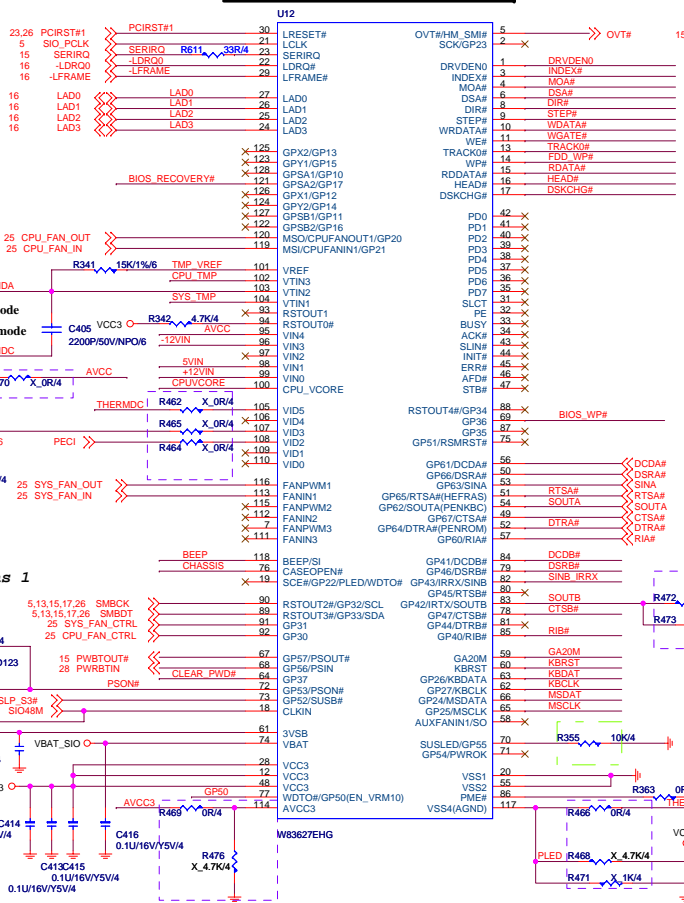 U12
23,26 PCIRST#1 PCIRST#1 30 LRESET# OVT#/HM_SMI# 5 OVT# 15
5 SIO_PCLK 21 LCLK SCK/GP23 2
15 SERIRQ SERIRQ R611 33R/4 23 SERIRQ
16 -LDRQ0 -LDRQ0 22 LDRQ# DRVDEN0 1 DRVDEN0
16 -LFRAME -LFRAME 29 LFRAME# INDEX# 3 INDEX#
MOA# 4 MOA#
16 LAD0 LAD0 27 LAD0 DSA# 6 DSA#
16 LAD1 LAD1 26 LAD1 DIR# 8 DIR#
16 LAD2 LAD2 25 LAD2 STEP# 9 STEP#
16 LAD3 LAD3 24 LAD3 WRDATA# 10 WDATA#
WE# 11 WGATE#
125 GPX2/GP13 TRACK0# 13 TRACK0#
123 GPY1/GP15 WP# 14 FDD_WP#
128 GPSA1/GP10 RDDATA# 15 RDATA#
BIOS_RECOVERY# 121 GPSA2/GP17 HEAD# 16 HEAD#
126 GPX1/GP12 DSKCHG# 17 DSKCHG#
124 GPY2/GP14
127 GPSB1/GP11 PD0 42
122 GPSB2/GP16 PD1 41
25 CPU_FAN_OUT 120 MSO/CPUFANOUT1/GP20 PD2 40
25 CPU_FAN_IN 119 MSI/CPUFANIN1/GP21 PD3 39
PD4 38
R341 15K/1%/6 TMP_VREF 101 VREF PD5 37
CPU_TMP 102 VTIN3 PD6 36
NDA 103 VTIN2 PD7 35
SYS_TMP 104 VTIN1 SLCT 31
ode 93 RSTOUT1 PE 32
mode C405 VCC3 R342 4.7K/4 94 RSTOUT0# BUSY 33
2200P/50V/NPO/6 AVCC 95 VIN4 ACK# 34
-12VIN 96 VIN3 SLIN# 43
NDC 97 VIN2 INIT# 44
5VIN 98 VIN1 ERR# 45
70 X_0R/4 AVCC +12VIN 99 VIN0 AFD# 46
CPUVCORE 100 CPU_VCORE STB# 47
THERMDC R462 X_0R/4 105 VID5 RSTOUT4#/GP34 88
106 VID4 GP36 69 BIOS_WP#
R465 X_0R/4 107 VID3 GP35 87
6 PECI R464 X_0R/4 108 VID2 GP51/RSMRST# 75
109 VID1
110 VID0 GP61/DCDA# 56 DCDA#
/4 GP66/DSRA# 50 DSRA#
25 SYS_FAN_OUT 116 FANPWM1 GP63/SINA 53 SINA
25 SYS_FAN_IN 113 FANIN1 GP65/RTSA#(HEFRAS) 51 RTSA# RTSA#
115 FANPWM2 GP62/SOUTA(PENKBC) 54 SOUTA SOUTA
112 FANIN2 GP67/CTSA# 49 CTSA#
7 FANPWM3 GP64/DTRA#(PENROM) 52 DTRA# DTRA#
111 FANIN3 GP60/RIA# 57 RIA#
BEEP 118 BEEP/SI GP41/DCDB# 84 DCDB#
CHASSIS 76 CASEOPEN# GP46/DSRB# 79 DSRB#
s 1 19 SCE#/GP22/PLED/WDTO# GP43/IRRX/SINB 82 SINB_IRRX
GP45/RTSB# 80
5,13,15,17,26 SMBCK 90 RSTOUT2#/GP32/SCL GP42/IRTX/SOUTB 83 SOUTB R472
5,13,15,17,26 SMBDT 89 RSTOUT3#/GP33/SDA GP47/CTSB# 78 CTSB#
25 SYS_FAN_CTRL 91 GP31 GP44/DTRB# 81 R473
25 CPU_FAN_CTRL 92 GP30 GP40/RIB# 85 RIB#
/4
D123 15 PWBTOUT# 67 GP57/PSOUT# GA20M 59 GA20M
28 PWRBTIN 68 GP56/PSIN KBRST 60 KBRST
CLEAR_PWD# 64 GP37 GP26/KBDATA 63 KBDAT
PSON# 72 GP53/PSON# GP27/KBCLK 62 KBCLK
SLP_S3# 73 GP52/SUSB# GP24/MSDATA 66 MSDAT
SIO48M 18 CLKIN GP25/MSCLK 65 MSCLK
AUXFANIN1/SO 58
61 3VSB
VBAT_SIO 74 VBAT SUSLED/GP55 70 R355 10K/4
GP54/PWROK 71
28 VCC3
12 VCC3 VSS1 20
3 48 VCC3 VSS2 55
GP50 77 WDTO#/GP50(EN_VRM10) PME# 86 R363 0R
AVCC3 114 AVCC3 VSS4(AGND) 117 THE
C414 C416 R469 0R/4 R466 0R/4
V/4 0.1U/16V/Y5V/4 W83627EHG VC
R476 PLED R468 X_4.7K/4
C413 C415 X_4.7K/4
0.1U/16V/Y5V/4 R471 X_1K/4
0.1U/16V/Y5V/4